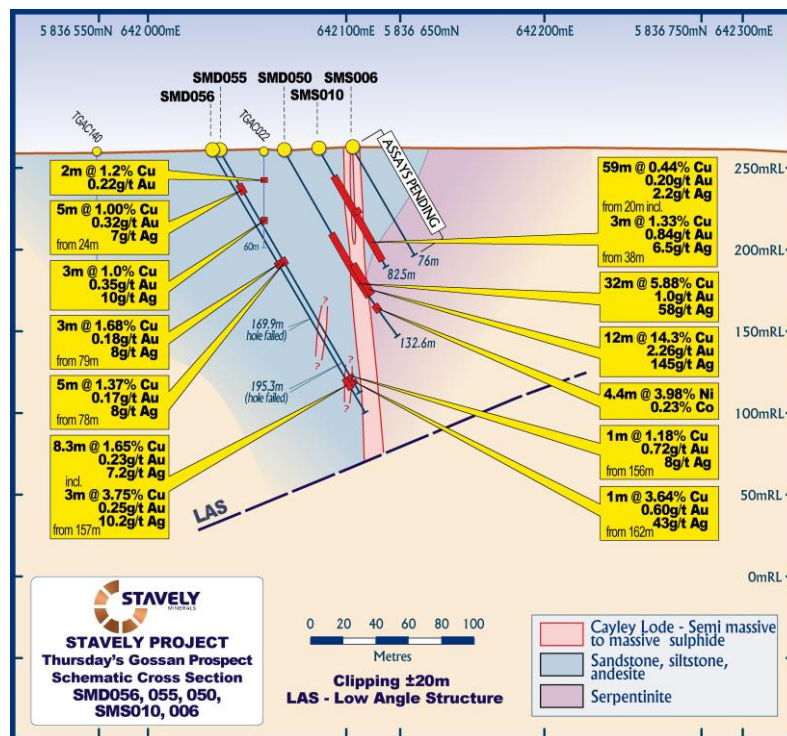 5 836 550mN 642 000mE 642 100mE 5 836 650mN 642 200mE 5 836 750mN 642 300mE
SMD055 SMD050 SMS006
SMD056 SMS010
TGAC140
TGAC022
ASSAYS PENDING
250mRL
200mRL
150mRL
100mRL
50mRL
0mRL
2m @ 1.2% Cu
0.22g/t Au
5m @ 1.00% Cu
0.32g/t Au
7g/t Ag
from 24m
3m @ 1.0% Cu
0.35g/t Au
10g/t Ag
3m @ 1.68% Cu
0.18g/t Au
8g/t Ag
from 79m
5m @ 1.37% Cu
0.17g/t Au
8g/t Ag
from 78m
8.3m @ 1.65% Cu
0.23g/t Au
7.2g/t Ag
incl.
3m @ 3.75% Cu
0.25g/t Au
10.2g/t Ag
from 157m
60m
76m
82.5m
132.6m
169.9m
(hole failed)
195.3m
(hole failed)
?
?
?
?
LAS
59m @ 0.44% Cu
0.20g/t Au
2.2g/t Ag
from 20m incl.
3m @ 1.33% Cu
0.84g/t Au
6.5g/t Ag
from 38m
32m @ 5.88% Cu
1.0g/t Au
58g/t Ag
12m @ 14.3% Cu
2.26g/t Au
145g/t Ag
4.4m @ 3.98% Ni
0.23% Co
1m @ 1.18% Cu
0.72g/t Au
8g/t Ag
from 156m
1m @ 3.64% Cu
0.60g/t Au
43g/t Ag
from 162m
STAVELY
MINERALS
STAVELY PROJECT
Thursday's Gossan Prospect
Schematic Cross Section
SMD056, 055, 050,
SMS010, 006
0 20 40 60 80 100
Metres
Clipping ±20m
LAS - Low Angle Structure
Cayley Lode - Semi massive
to massive sulphide
Sandstone, siltstone,
andesite
Serpentinite